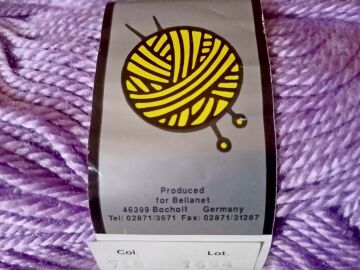 Produced
for Bellanet
46399 Bocholt Germany
Tel: 02871/3671 Fax: 02871/31287
Col. Lot.